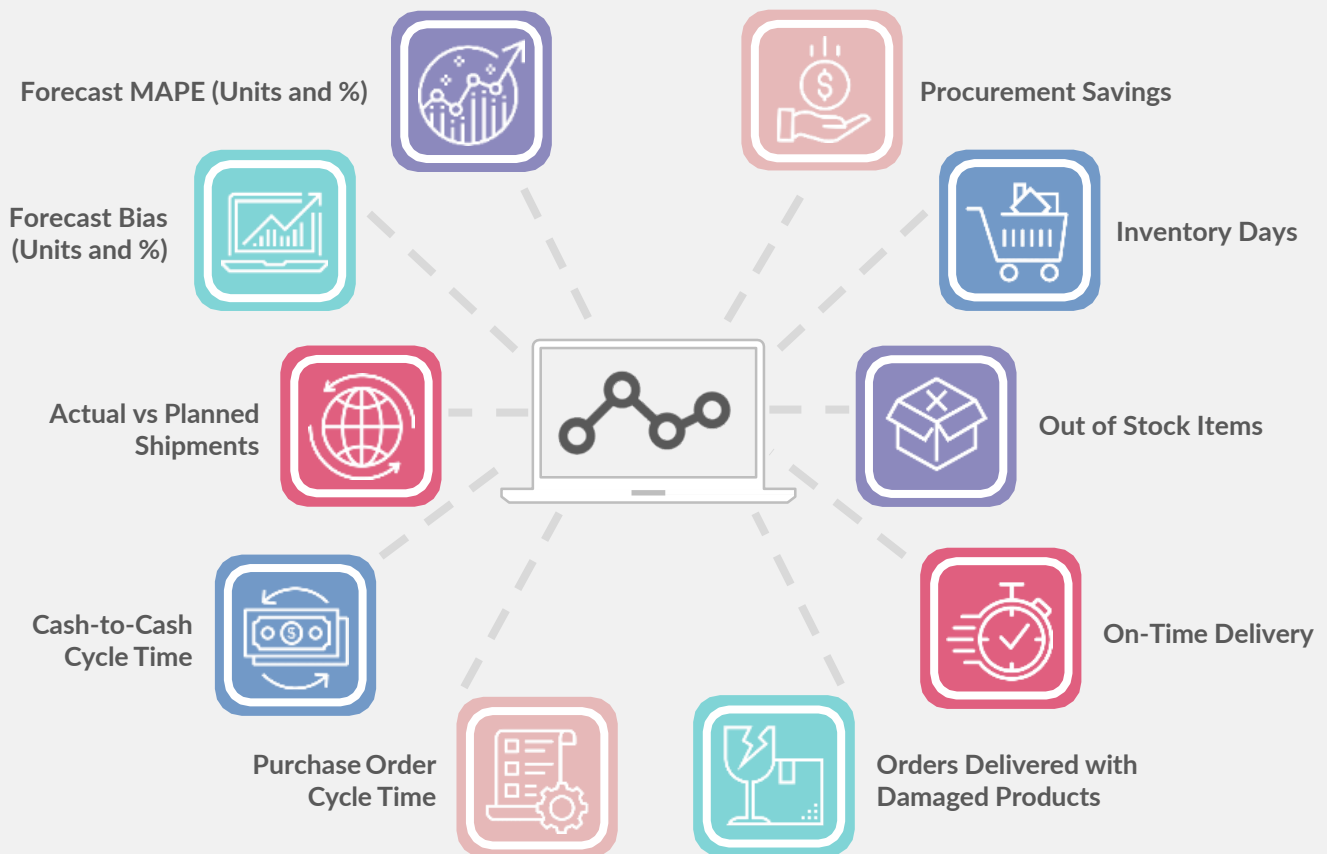 Forecast MAPE (Units and %)
Procurement Savings
Forecast Bias
(Units and %)
Inventory Days
Actual vs Planned
Shipments
Out of Stock Items
Cash-to-Cash
Cycle Time
On-Time Delivery
Purchase Order
Cycle Time
Orders Delivered with
Damaged Products